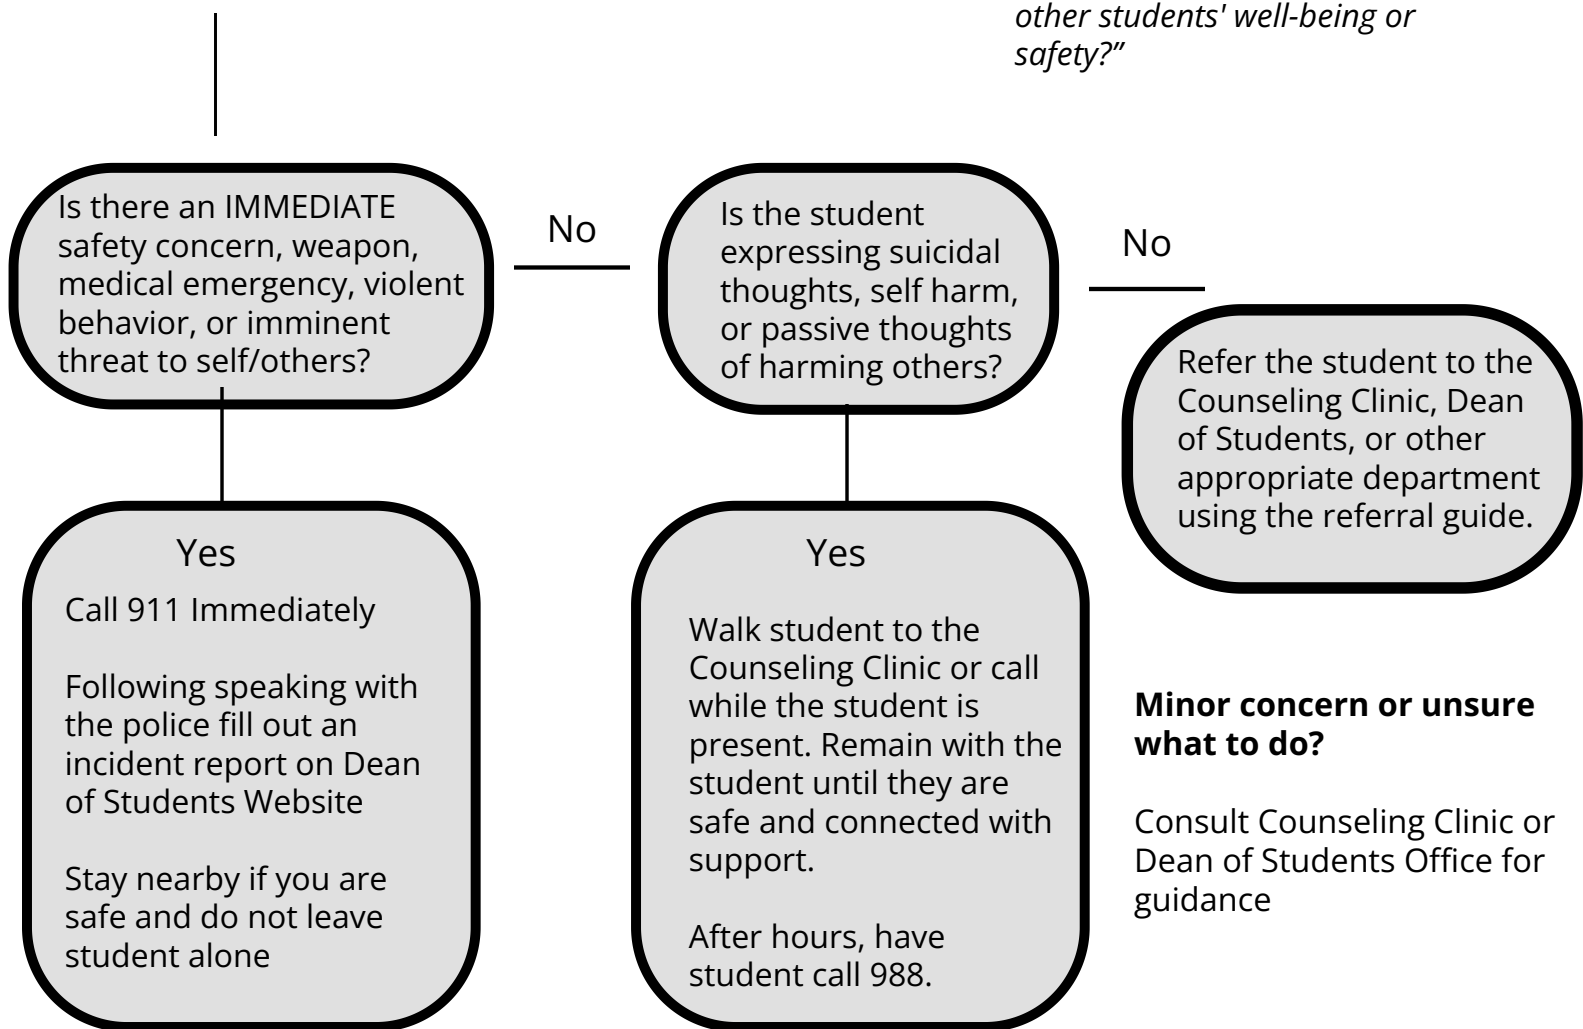 other students' well-being or
safety?”
Is there an IMMEDIATE
safety concern, weapon,
medical emergency, violent
behavior, or imminent
threat to self/others?
No
Is the student
expressing suicidal
thoughts, self harm,
or passive thoughts
of harming others?
No
Refer the student to the
Counseling Clinic, Dean
of Students, or other
appropriate department
using the referral guide.
Yes
Call 911 Immediately
Following speaking with
the police fill out an
incident report on Dean
of Students Website
Stay nearby if you are
safe and do not leave
student alone
Yes
Walk student to the
Counseling Clinic or call
while the student is
present. Remain with the
student until they are
safe and connected with
support.
After hours, have
student call 988.
Minor concern or unsure
what to do?
Consult Counseling Clinic or
Dean of Students Office for
guidance